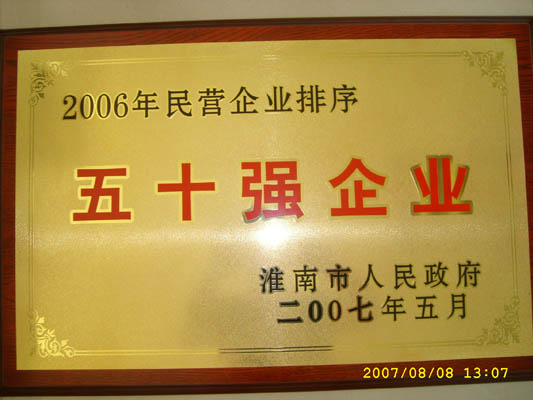 2006年民营企业排序
五十强企业
淮南市人民政府
二00七年五月
2007/08/08 13:07